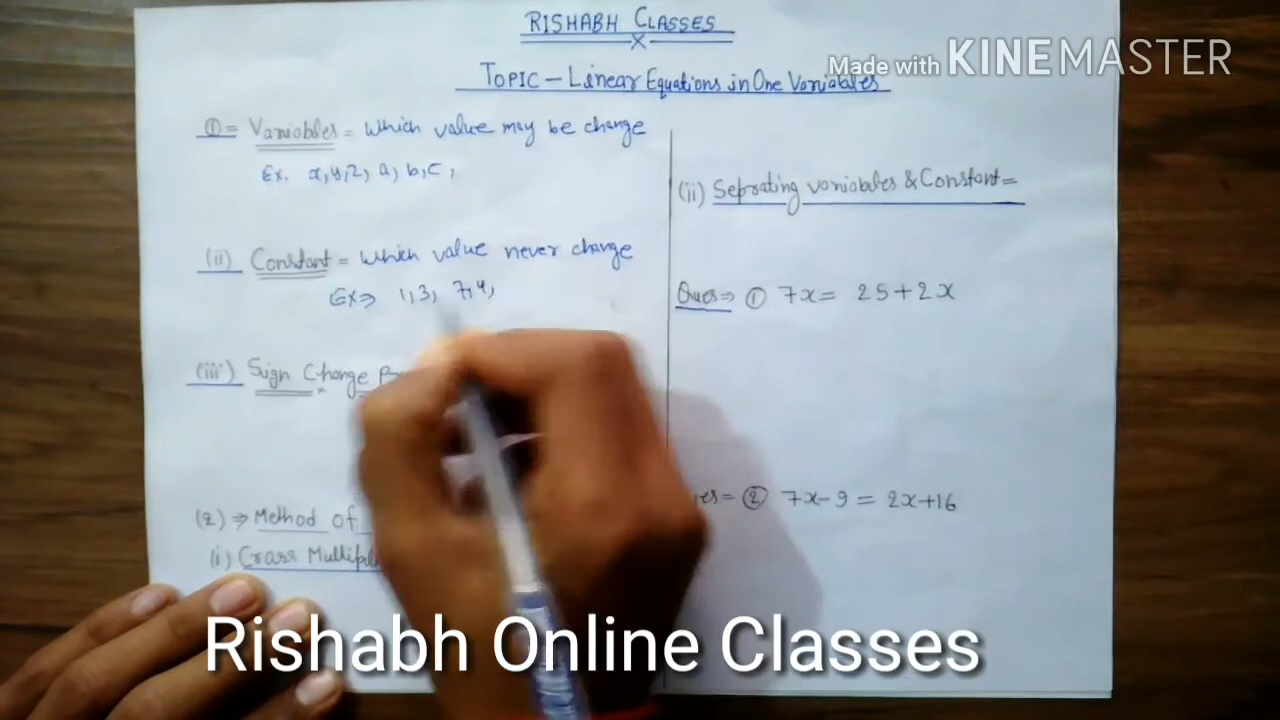 RISHABH CLASSES
Made with KINEMASTER
TOPIC - Linear Equations in One Variables
① = Variables = Which value may be change
Ex. x, y, z, a, b, c,
(ii) Constant = Which value never change
Ex ⇒ 1, 3, 7, 4,
(iii) Sign Change
(2) ⇒ Method of
(i) Cross Multipl
(ii) Seprating variables & Constant =
Ques ⇒ ① 7x = 25 + 2x
② 7x - 9 = 2x + 16
Rishabh Online Classes